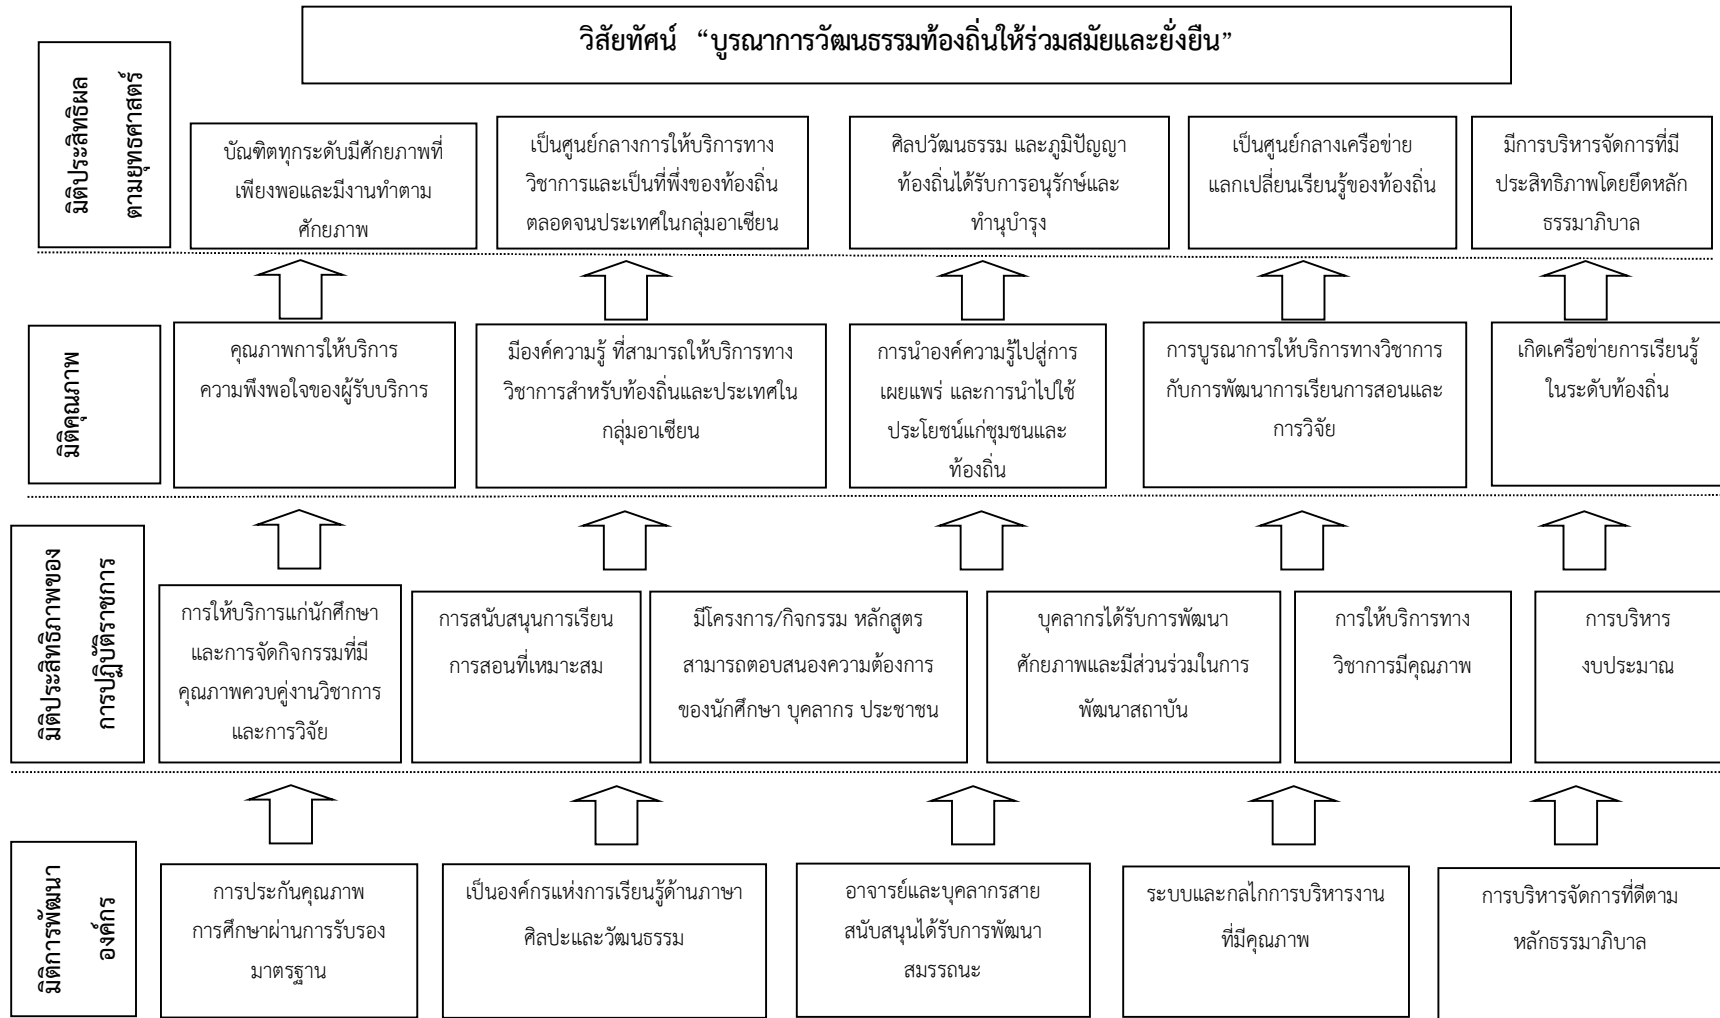 วิสัยทัศน์ “บูรณาการวัฒนธรรมท้องถิ่นให้ร่วมสมัยและยั่งยืน”
มิติประสิทธิผล
ตามยุทธศาสตร์
บัณฑิตทุกระดับมีศักยภาพที่
เพียงพอและมีงานทำตาม
ศักยภาพ
เป็นศูนย์กลางการให้บริการทาง
วิชาการและเป็นที่พึ่งของท้องถิ่น
ตลอดจนประเทศในกลุ่มอาเซียน
ศิลปวัฒนธรรม และภูมิปัญญา
ท้องถิ่นได้รับการอนุรักษ์และ
ทำนุบำรุง
เป็นศูนย์กลางเครือข่าย
แลกเปลี่ยนเรียนรู้ของท้องถิ่น
มีการบริหารจัดการที่มี
ประสิทธิภาพโดยยึดหลัก
ธรรมาภิบาล
มิติคุณภาพ
คุณภาพการให้บริการ
ความพึงพอใจของผู้รับบริการ
มีองค์ความรู้ ที่สามารถให้บริการทาง
วิชาการสำหรับท้องถิ่นและประเทศใน
กลุ่มอาเซียน
การนำองค์ความรู้ไปสู่การ
เผยแพร่ และการนำไปใช้
ประโยชน์แก่ชุมชนและ
ท้องถิ่น
การบูรณาการให้บริการทางวิชาการ
กับการพัฒนาการเรียนการสอนและ
การวิจัย
เกิดเครือข่ายการเรียนรู้
ในระดับท้องถิ่น
มิติประสิทธิภาพของ
การปฏิบัติราชการ
การให้บริการแก่นักศึกษา
และการจัดกิจกรรมที่มี
คุณภาพควบคู่งานวิชาการ
และการวิจัย
การสนับสนุนการเรียน
การสอนที่เหมาะสม
มีโครงการ/กิจกรรม หลักสูตร
สามารถตอบสนองความต้องการ
ของนักศึกษา บุคลากร ประชาชน
บุคลากรได้รับการพัฒนา
ศักยภาพและมีส่วนร่วมในการ
พัฒนาสถาบัน
การให้บริการทาง
วิชาการมีคุณภาพ
การบริหาร
งบประมาณ
มิติการพัฒนา
องค์กร
การประกันคุณภาพ
การศึกษาผ่านการรับรอง
มาตรฐาน
เป็นองค์กรแห่งการเรียนรู้ด้านภาษา
ศิลปะและวัฒนธรรม
อาจารย์และบุคลากรสาย
สนับสนุนได้รับการพัฒนา
สมรรถนะ
ระบบและกลไกการบริหารงาน
ที่มีคุณภาพ
การบริหารจัดการที่ดีตาม
หลักธรรมาภิบาล